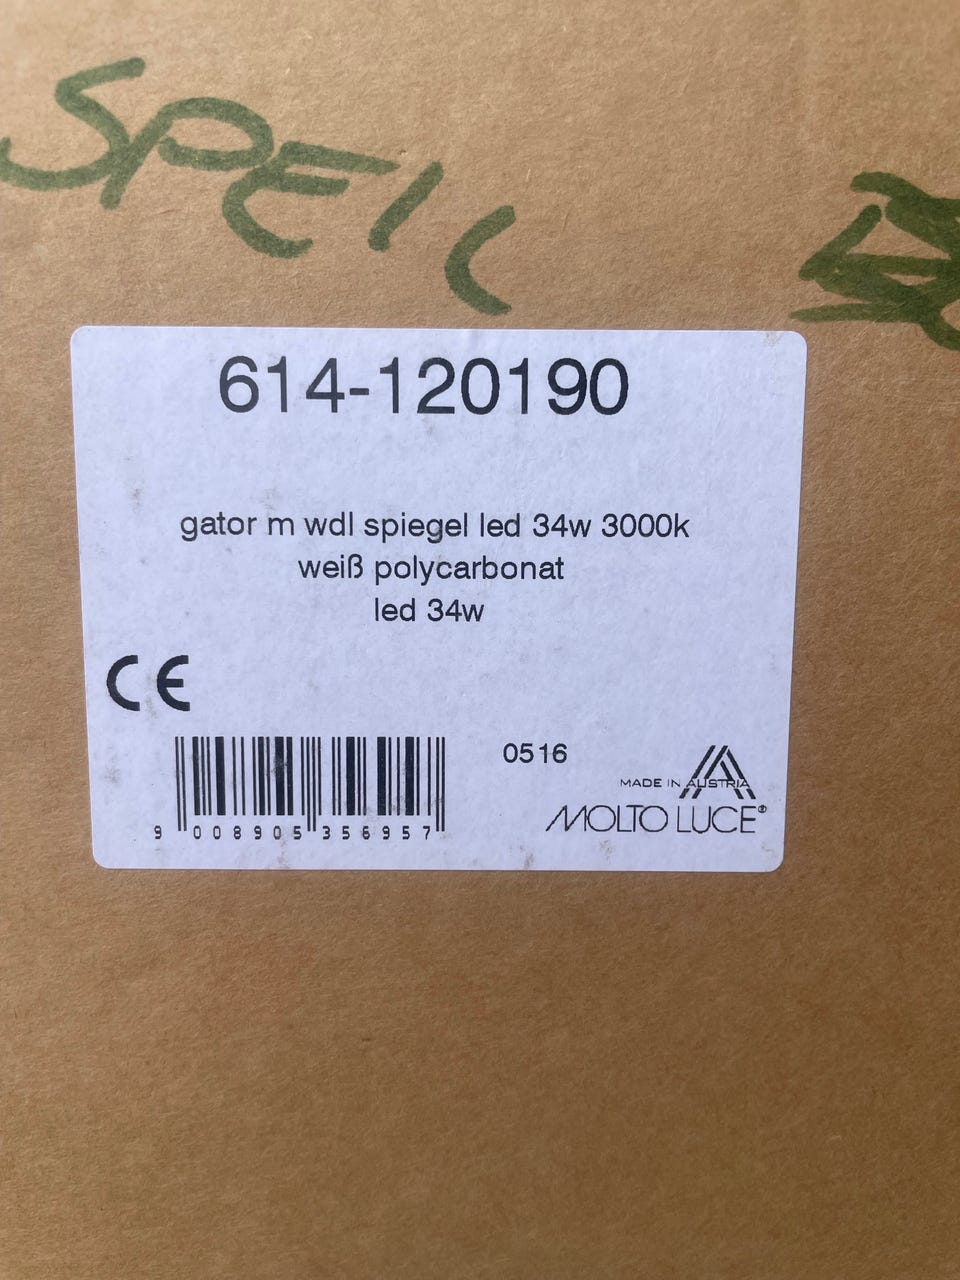 SPEIC
614-120190
gator m wdl spiegel led 34w 3000k
weiß polycarbonat
led 34w
CE
0516
MADE IN AUSTRIA
MOLTO LUCE®
9 008905 356957